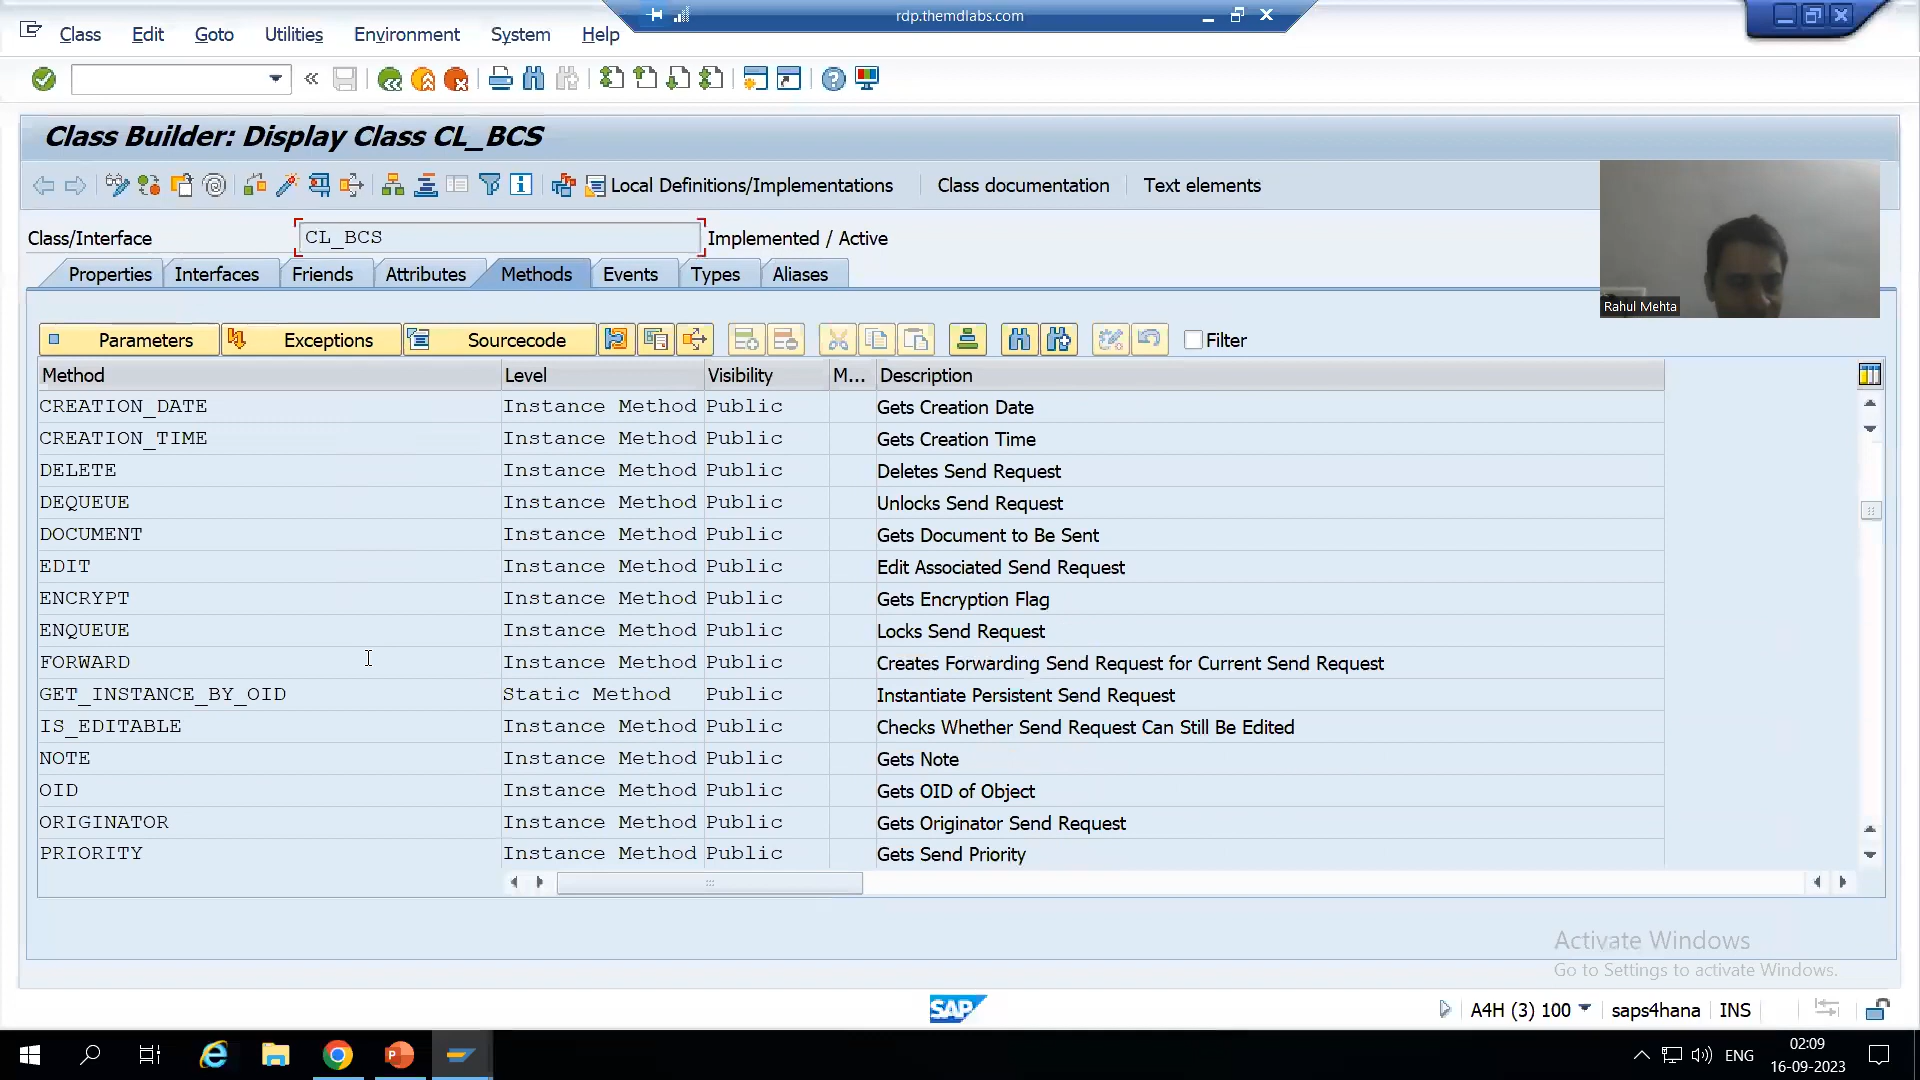 rdp.themdlabs.com
Class Edit Goto Utilities Environment System Help
Class Builder: Display Class CL_BCS
Local Definitions/Implementations Class documentation Text elements
Class/Interface CL_BCS Implemented / Active
Properties Interfaces Friends Attributes Methods Events Types Aliases
Rahul Mehta
Parameters Exceptions Sourcecode Filter
Method Level Visibility M... Description
CREATION_DATE Instance Method Public Gets Creation Date
CREATION_TIME Instance Method Public Gets Creation Time
DELETE Instance Method Public Deletes Send Request
DEQUEUE Instance Method Public Unlocks Send Request
DOCUMENT Instance Method Public Gets Document to Be Sent
EDIT Instance Method Public Edit Associated Send Request
ENCRYPT Instance Method Public Gets Encryption Flag
ENQUEUE Instance Method Public Locks Send Request
FORWARD Instance Method Public Creates Forwarding Send Request for Current Send Request
GET_INSTANCE_BY_OID Static Method Public Instantiate Persistent Send Request
IS_EDITABLE Instance Method Public Checks Whether Send Request Can Still Be Edited
NOTE Instance Method Public Gets Note
OID Instance Method Public Gets OID of Object
ORIGINATOR Instance Method Public Gets Originator Send Request
PRIORITY Instance Method Public Gets Send Priority
Activate Windows
Go to Settings to activate Windows.
SAP A4H (3) 100 saps4hana INS
ENG 02:09
16-09-2023